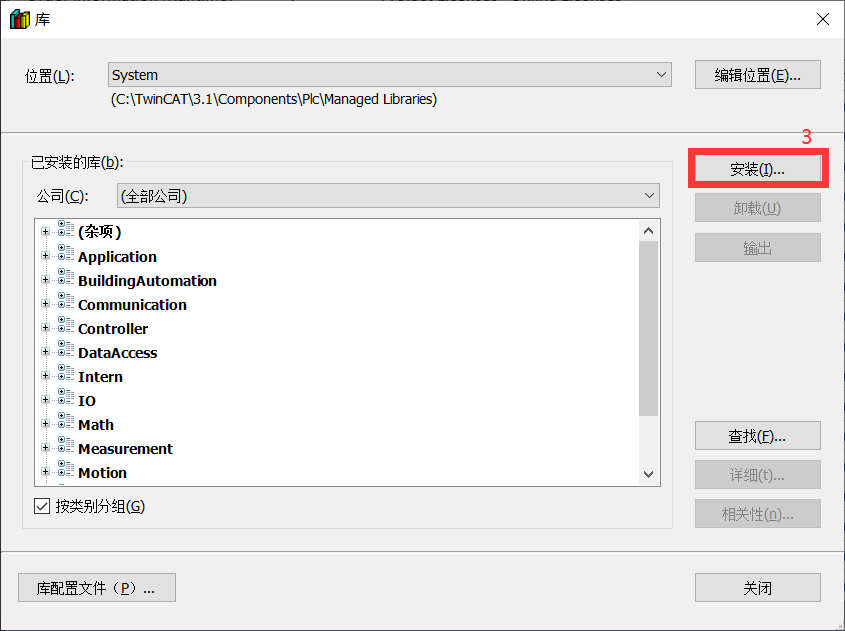 库
位置(L):
System
编辑位置(E)...
(C:\TwinCAT\3.1\Components\Plc\Managed Libraries)
3
已安装的库(b):
安装(I)...
公司(C):
(全部公司)
卸载(U)
输出
(杂项)
Application
BuildingAutomation
Communication
Controller
DataAccess
Intern
IO
Math
Measurement
Motion
查找(F)...
详细(t)...
相关性(n)...
按类别分组(G)
库配置文件（P）...
关闭